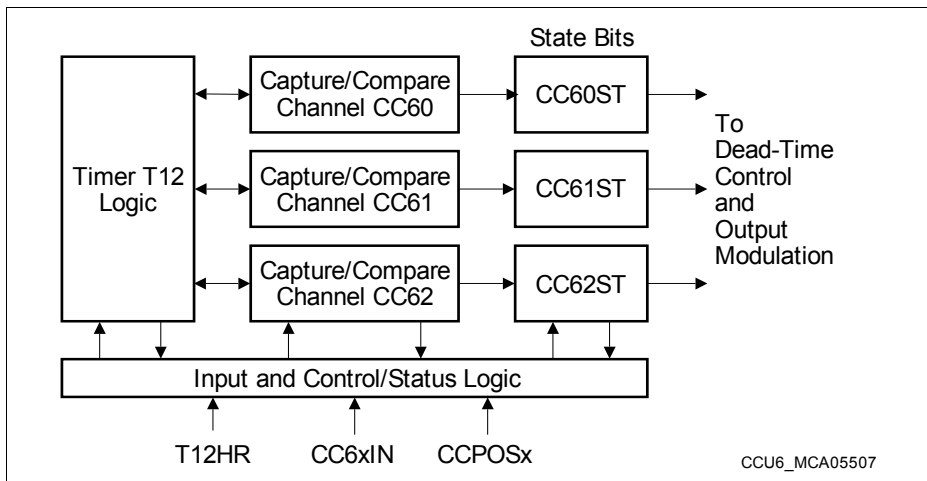 State Bits
Timer T12
Logic
Capture/Compare
Channel CC60
CC60ST
Capture/Compare
Channel CC61
CC61ST
Capture/Compare
Channel CC62
CC62ST
To
Dead-Time
Control
and
Output
Modulation
Input and Control/Status Logic
T12HR
CC6xIN
CCPOSx
CCU6_MCA05507